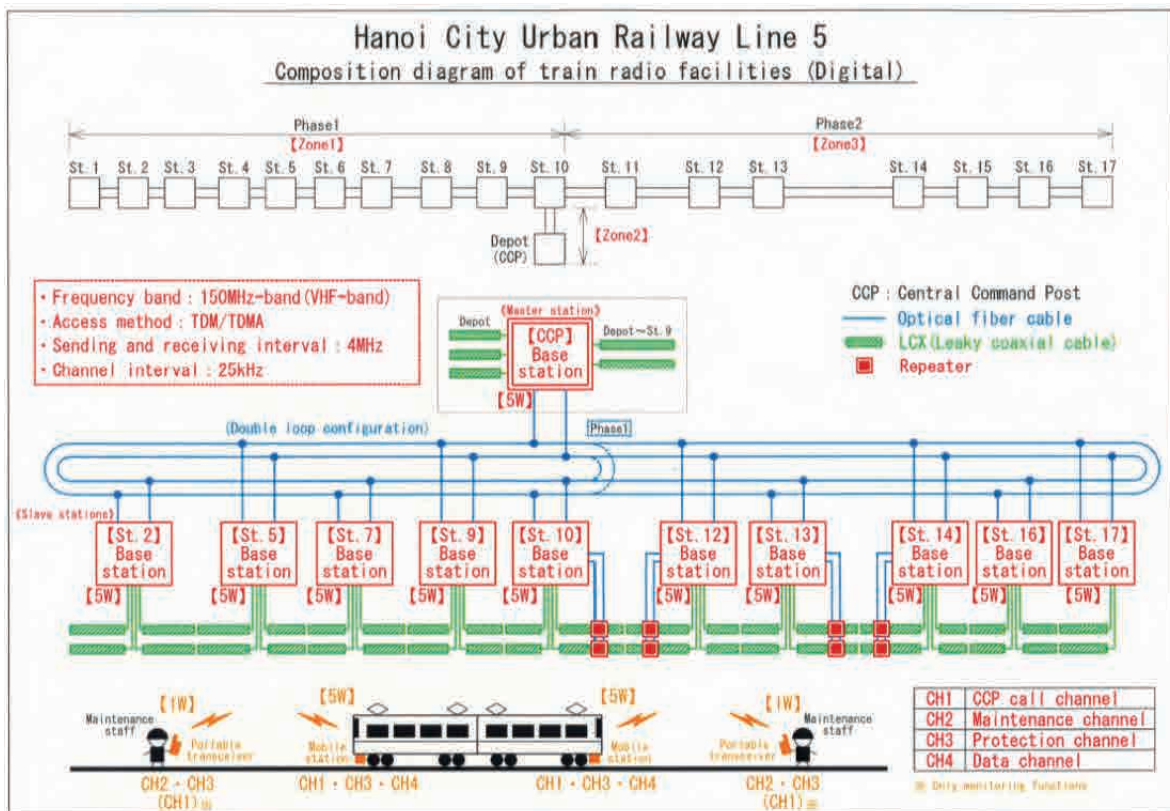 Hanoi City Urban Railway Line 5
Composition diagram of train radio facilities (Digital)
Phase1
Phase2
【Zone1】
【Zone3】
St.1 St.2 St.3 St.4 St.5 St.6 St.7 St.8 St.9 St.10 St.11 St.12 St.13 St.14 St.15 St.16 St.17
Depot
(CCP)
【Zone2】
・Frequency band : 150MHz-band(VHF-band)
・Access method : TDM/TDMA
・Sending and receiving interval : 4MHz
・Channel interval : 25kHz
《Master station》
Depot
【CCP】
Base
station
Depot~St.9
【5W】
CCP : Central Command Post
Optical fiber cable
LCX(Leaky coaxial cable)
Repeater
(Double loop configuration)
Phase1
《Slave stations》
【St.2】
Base
station
【5W】
【St.5】
Base
station
【5W】
【St.7】
Base
station
【5W】
【St.9】
Base
station
【5W】
【St.10】
Base
station
【5W】
【St.12】
Base
station
【5W】
【St.13】
Base
station
【5W】
【St.14】
Base
station
【5W】
【St.16】
Base
station
【5W】
【St.17】
Base
station
【5W】
【1W】
Maintenance
staff
Portable
transceiver
CH2・CH3
(CH1)※
【5W】
Mobile
station
CH1・CH3・CH4
【5W】
Mobile
station
CH1・CH3・CH4
【1W】
Maintenance
staff
Portable
transceiver
CH2・CH3
(CH1)※
CH1 CCP call channel
CH2 Maintenance channel
CH3 Protection channel
CH4 Data channel
※ Only monitoring functions